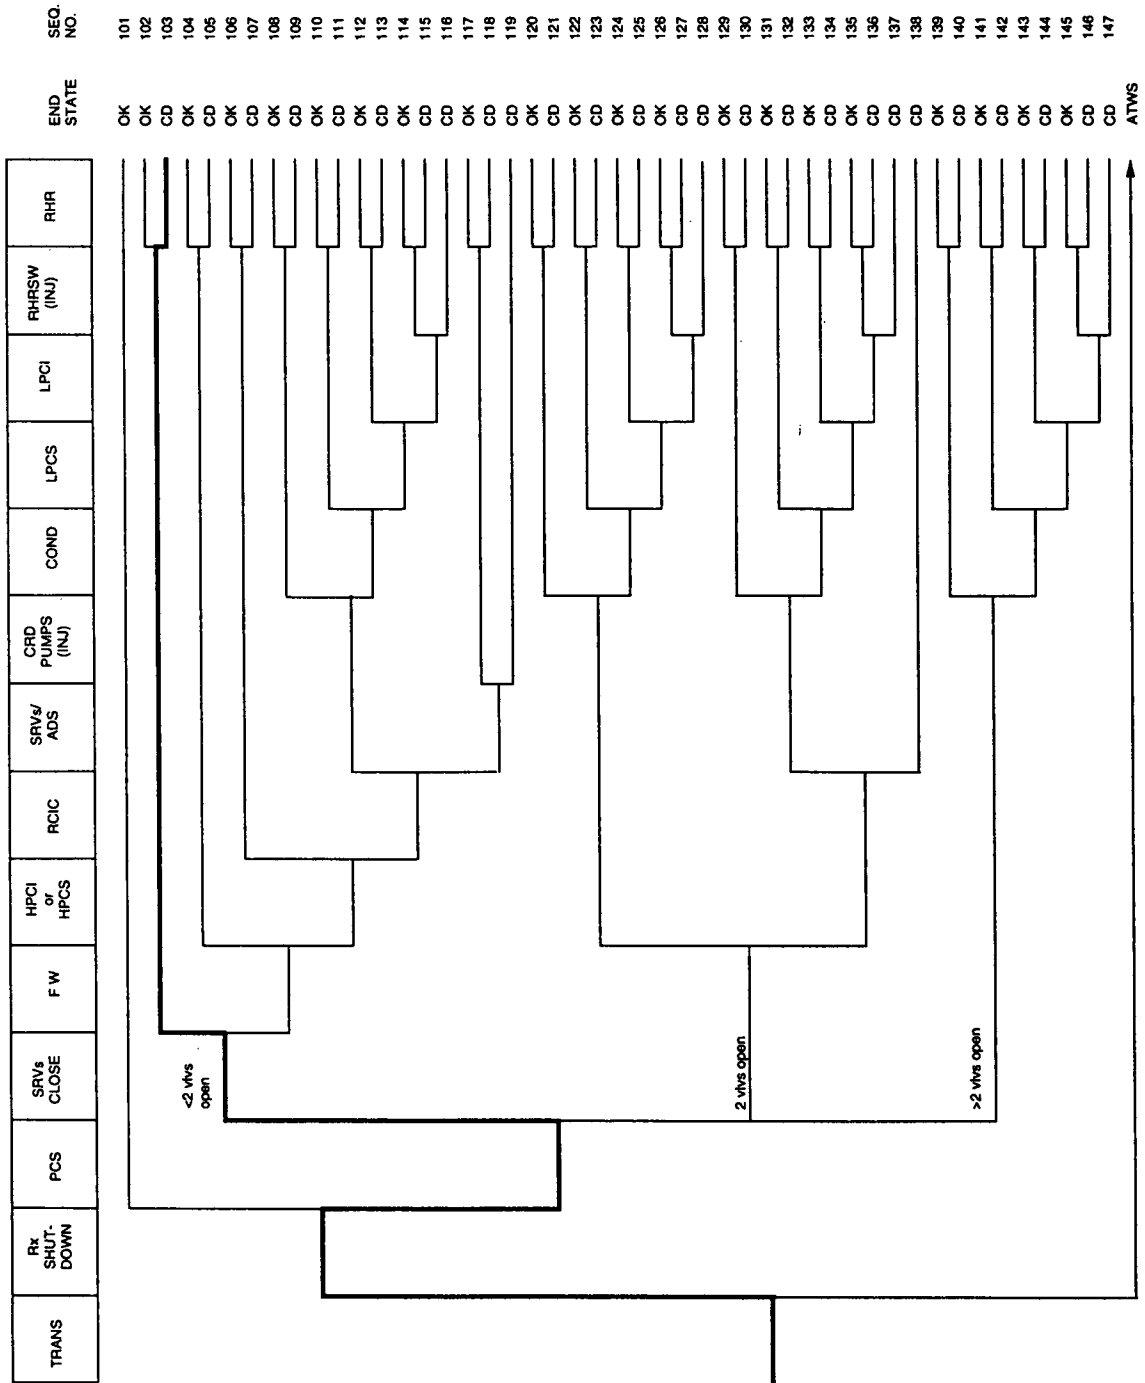 TRANS
Rx
SHUT-
DOWN
PCS
SRVs
CLOSE
F W
HPCI
or
HPCS
RCIC
SRVs/
ADS
CRD
PUMPS
(INJ)
COND
LPCS
LPCI
RHRSW
(INJ)
RHR
END
STATE
SEQ.
NO.
OK 101
OK 102
CD 103
OK 104
<2 vlvs
open
CD 105
OK 106
CD 107
OK 108
CD 109
OK 110
CD 111
OK 112
CD 113
OK 114
CD 115
CD 116
OK 117
CD 118
CD 119
OK 120
CD 121
OK 122
CD 123
OK 124
CD 125
OK 126
CD 127
CD 128
OK 129
2 vlvs open
CD 130
OK 131
CD 132
OK 133
CD 134
OK 135
CD 136
CD 137
CD 138
OK 139
CD 140
>2 vlvs open
OK 141
CD 142
OK 143
CD 144
OK 145
CD 146
CD 147
ATWS